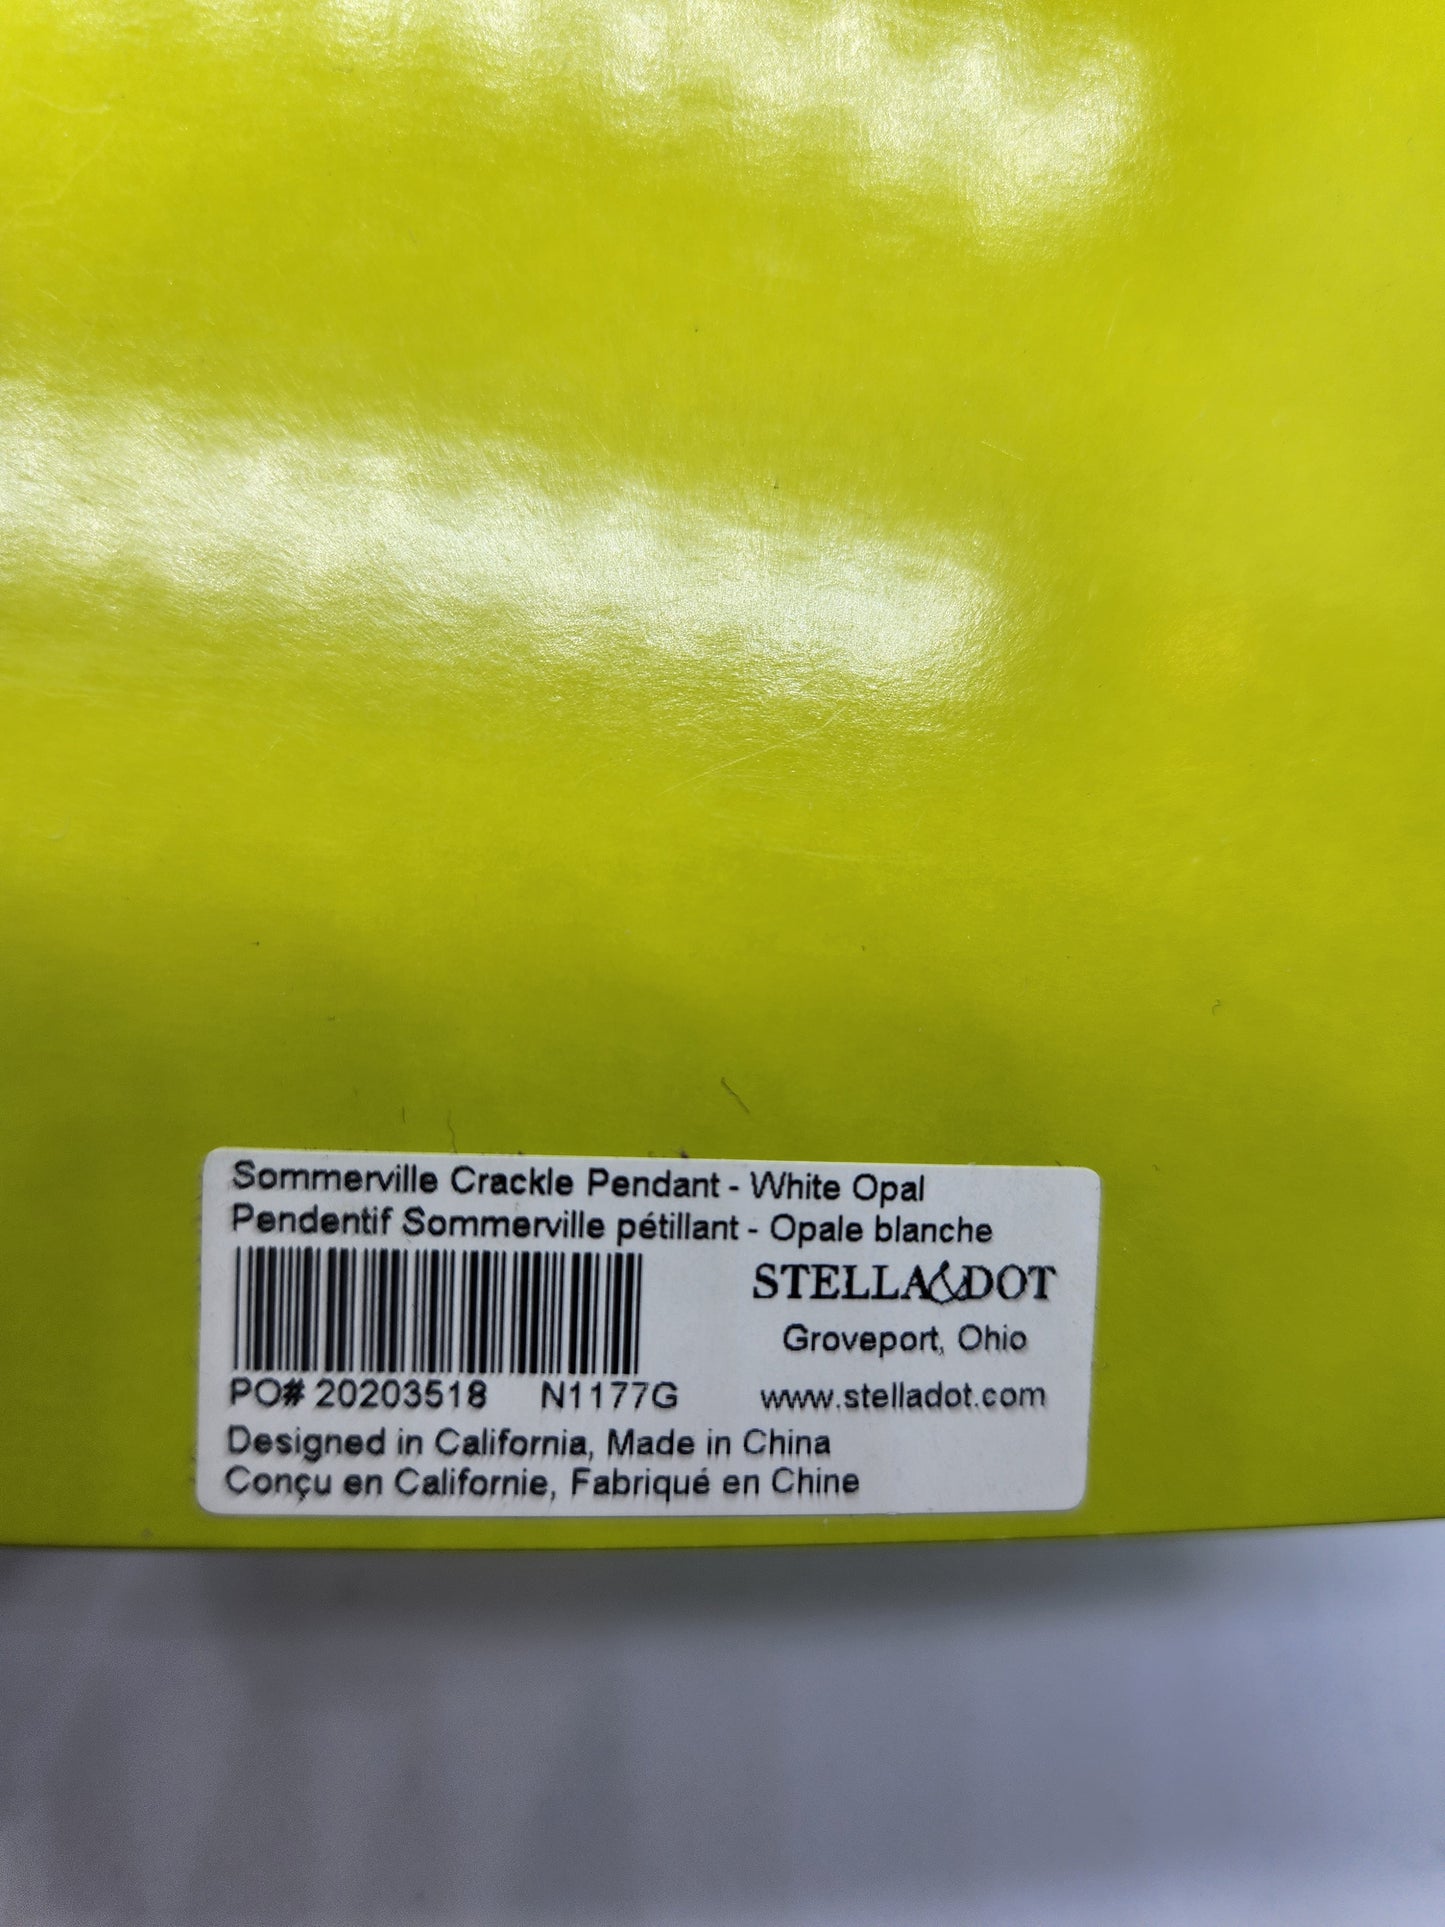 Sommerville Crackle Pendant - White Opal
Pendentif Sommerville pétillant - Opale blanche
STELLA&DOT
Groveport, Ohio
PO# 20203518 N1177G www.stelladot.com
Designed in California, Made in China
Conçu en Californie, Fabriqué en Chine